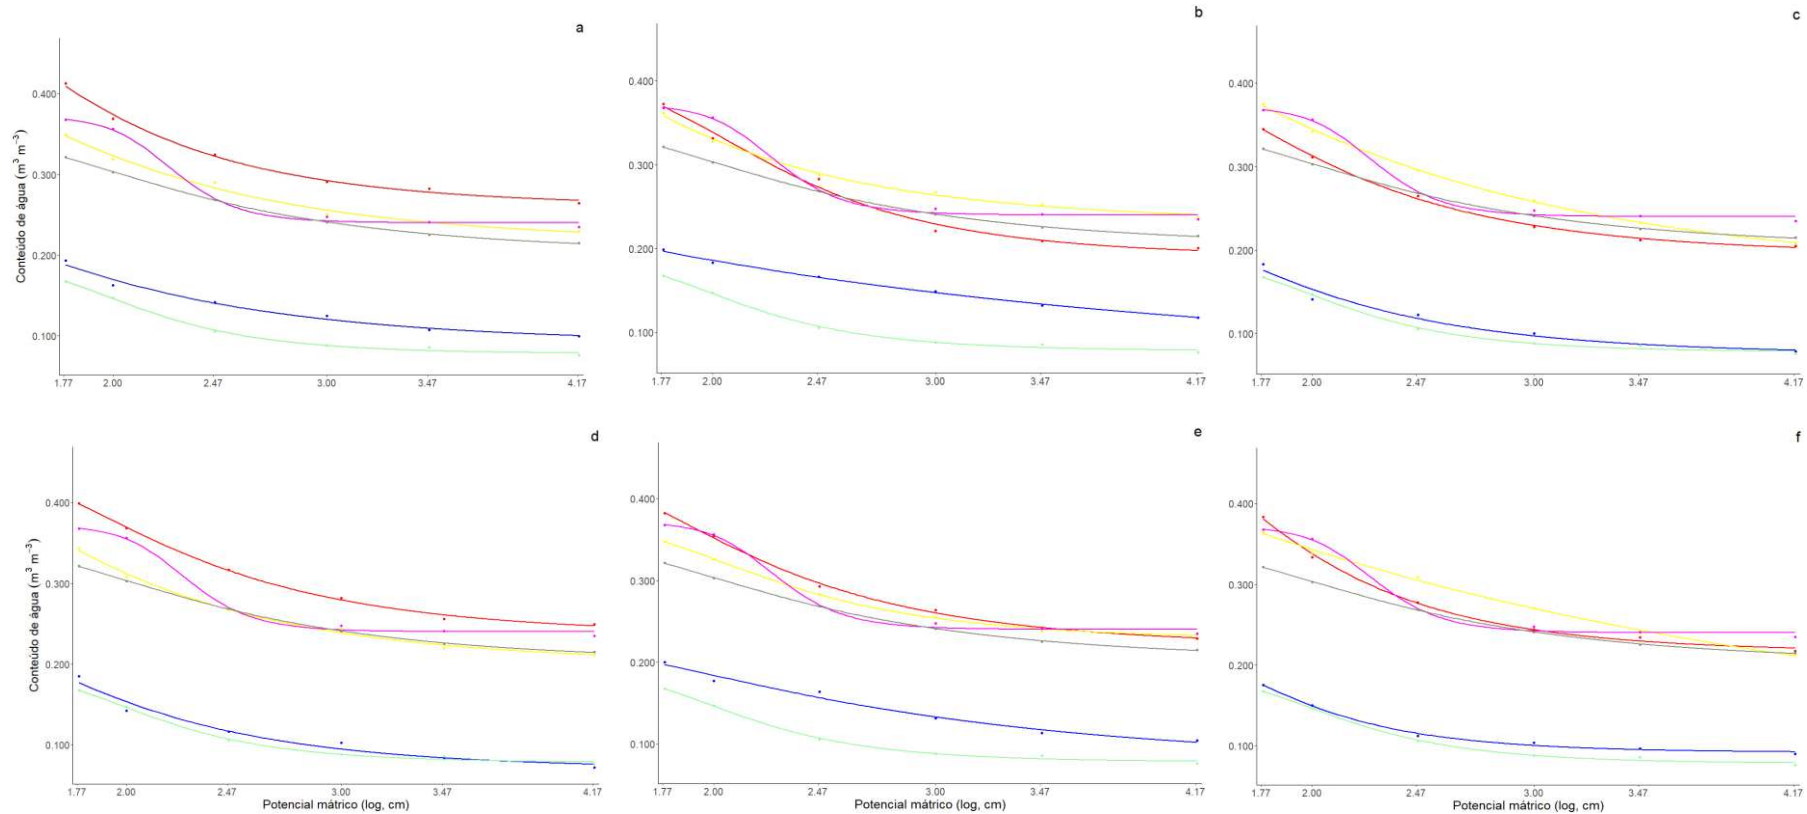 a
0.400
0.300
0.200
0.100
1.77 2.00 2.47 3.00 3.47 4.17
Conteúdo de água (m³ m⁻³)
b
0.400
0.300
0.200
0.100
1.77 2.00 2.47 3.00 3.47 4.17
c
0.400
0.300
0.200
0.100
1.77 2.00 2.47 3.00 3.47 4.17
d
0.400
0.300
0.200
0.100
1.77 2.00 2.47 3.00 3.47 4.17
Conteúdo de água (m³ m⁻³)
Potencial mátrico (log, cm)
e
0.400
0.300
0.200
0.100
1.77 2.00 2.47 3.00 3.47 4.17
Potencial mátrico (log, cm)
f
0.400
0.300
0.200
0.100
1.77 2.00 2.47 3.00 3.47 4.17
Potencial mátrico (log, cm)